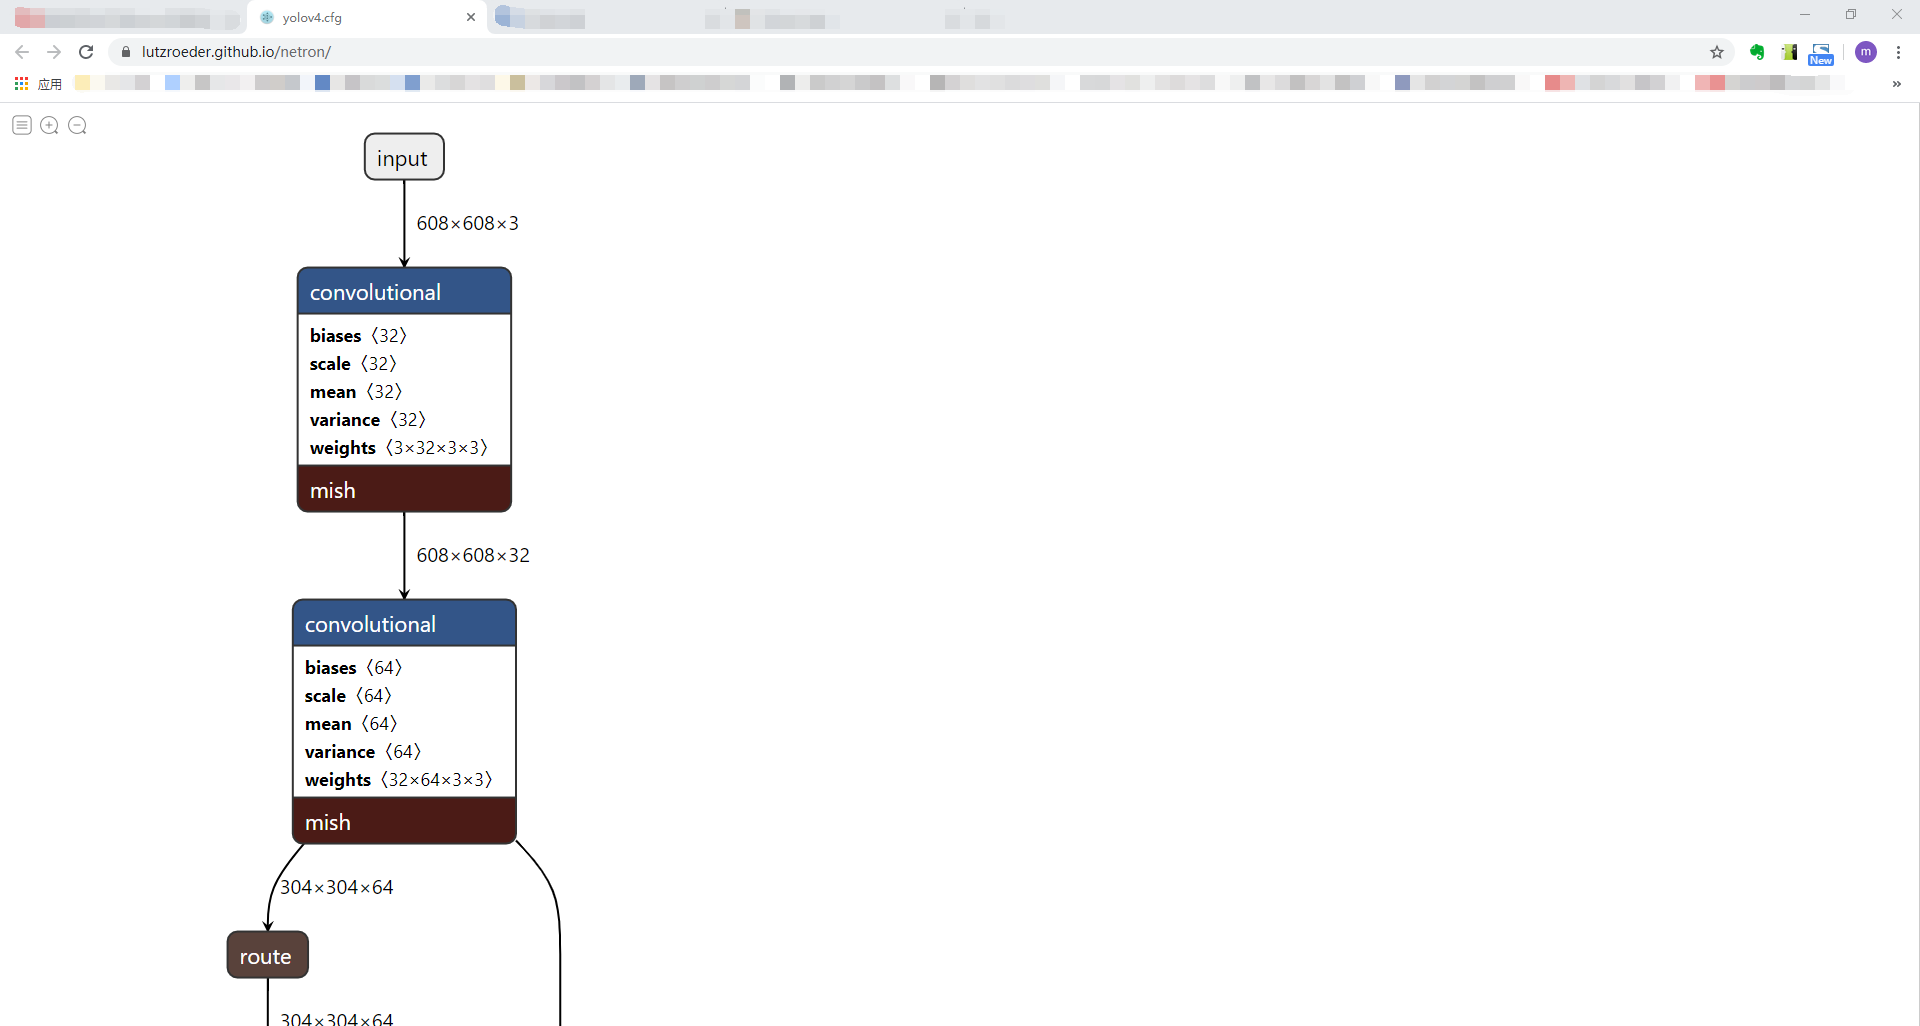 yolov4.cfg
lutzroeder.github.io/netron/
New
m
应用
input
608×608×3
convolutional
biases〈32〉
scale〈32〉
mean〈32〉
variance〈32〉
weights〈3×32×3×3〉
mish
608×608×32
convolutional
biases〈64〉
scale〈64〉
mean〈64〉
variance〈64〉
weights〈32×64×3×3〉
mish
304×304×64
route
304×304×64